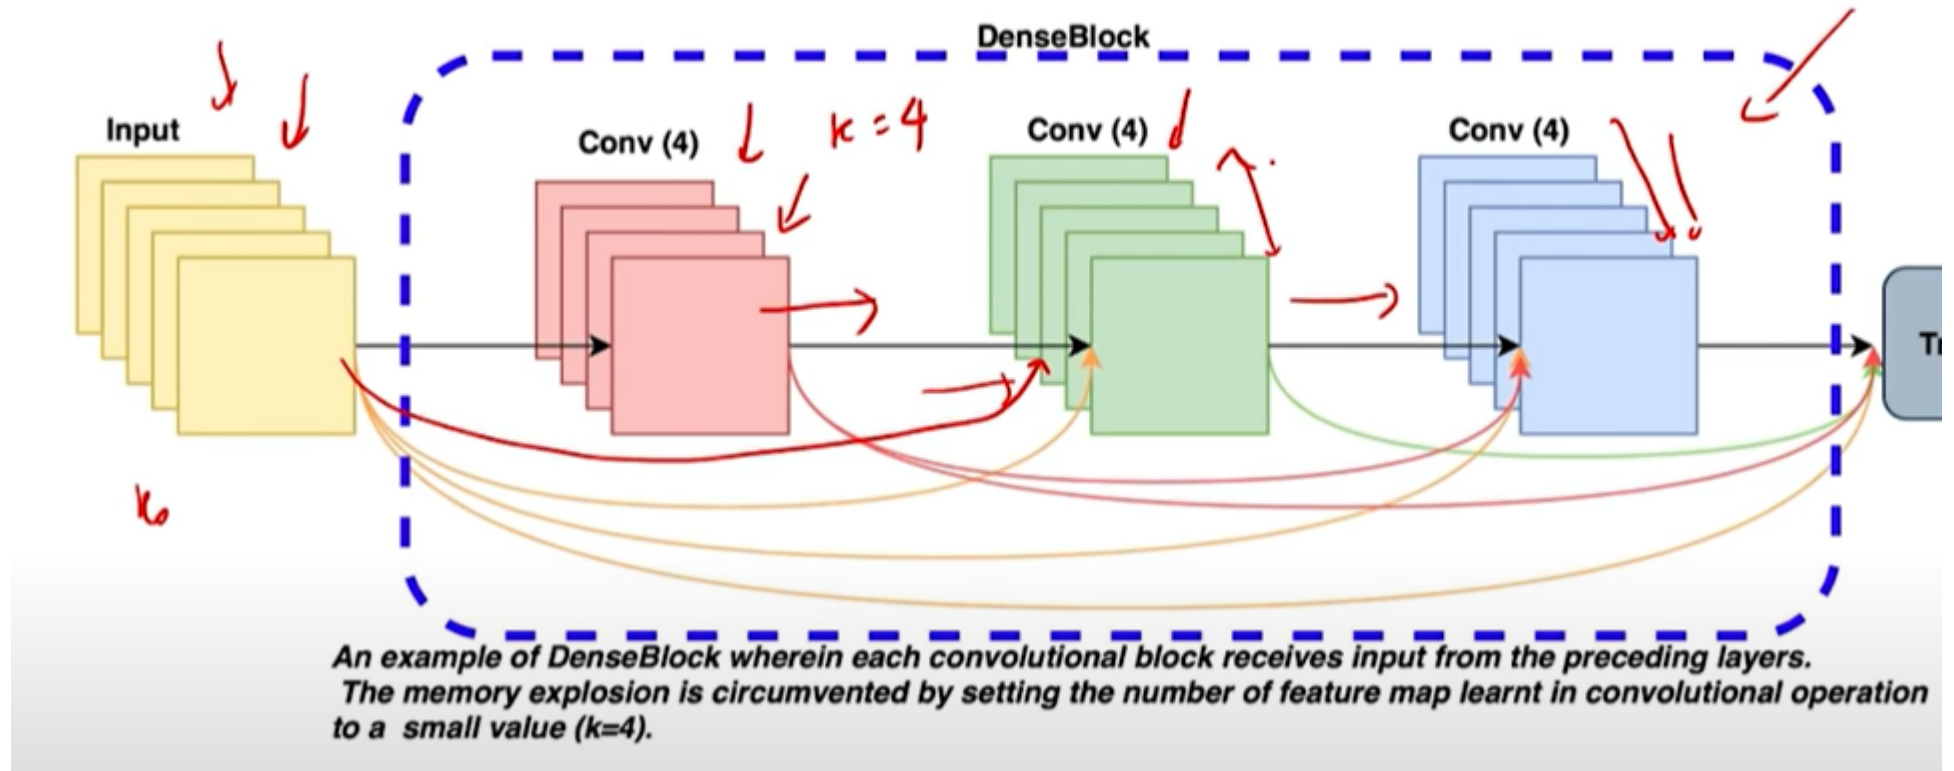 DenseBlock
Input
Conv (4)
k = 4
Conv (4)
Conv (4)
Tr
k₀
An example of DenseBlock wherein each convolutional block receives input from the preceding layers.
The memory explosion is circumvented by setting the number of feature map learnt in convolutional operation
to a small value (k=4).